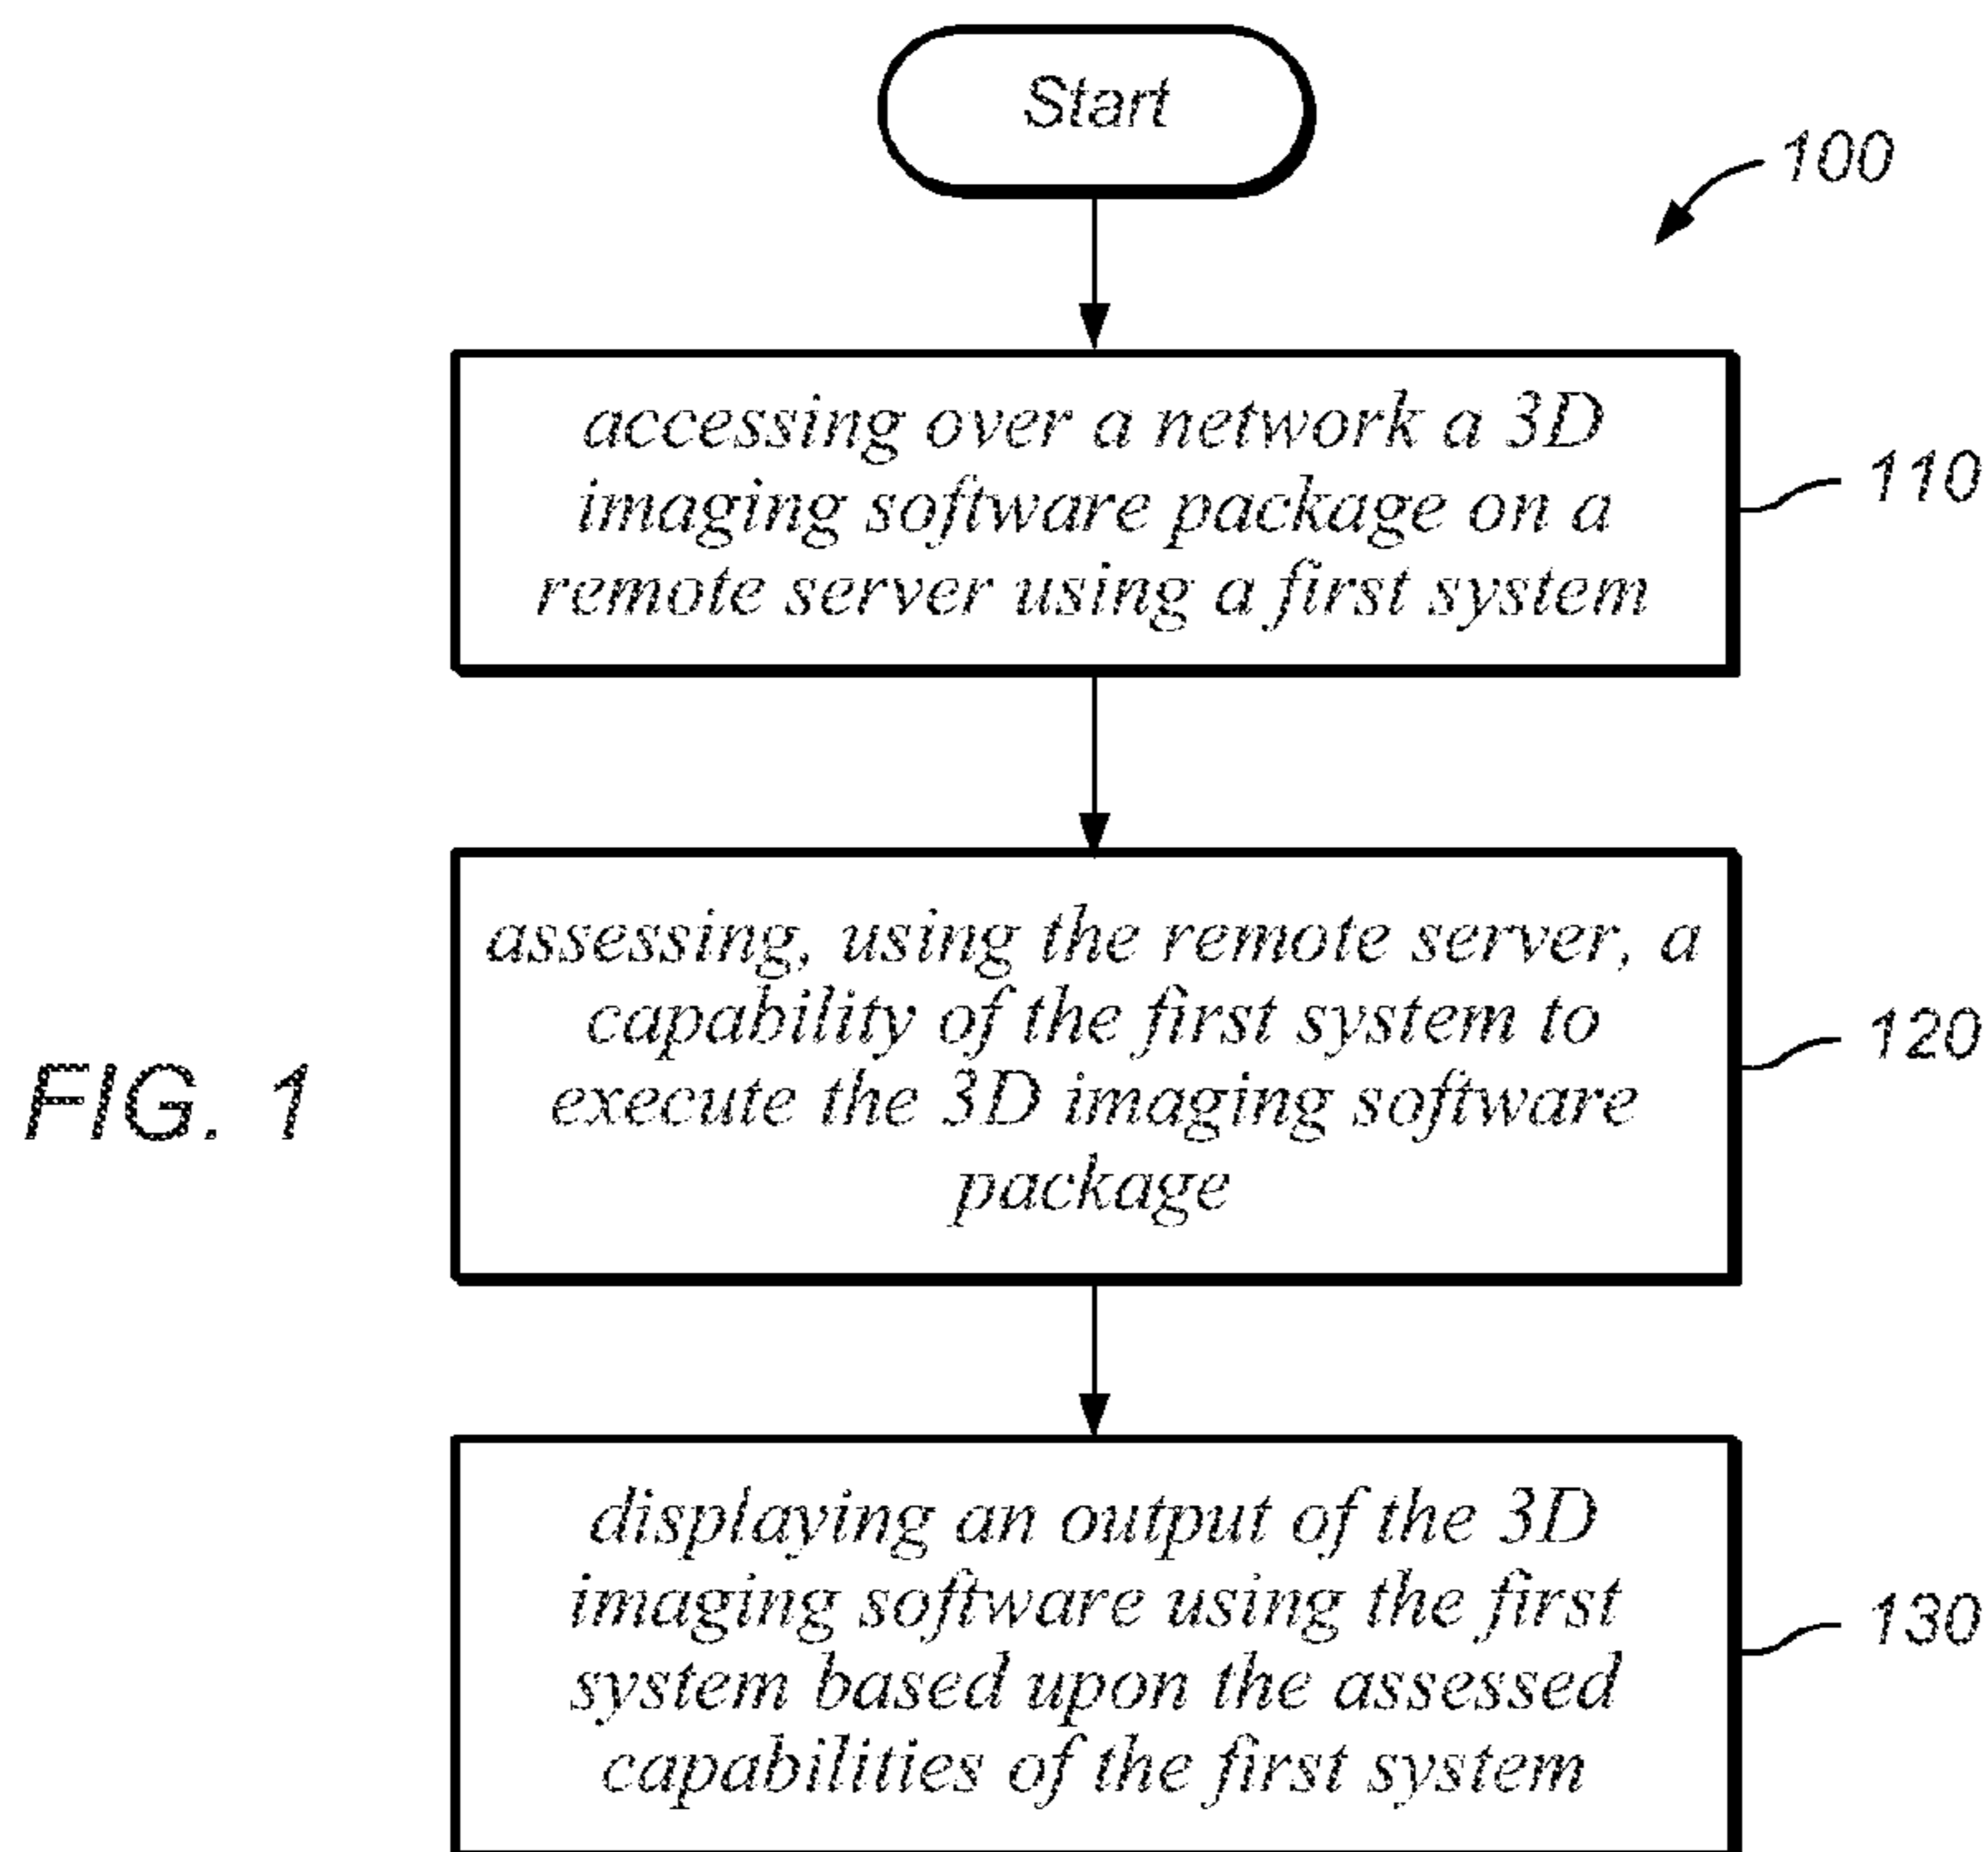 Start
100
accessing over a network a 3D
imaging software package on a
remote server using a first system
110
assessing, using the remote server, a
capability of the first system to
execute the 3D imaging software
package
120
FIG. 1
displaying an output of the 3D
imaging software using the first
system based upon the assessed
capabilities of the first system
130